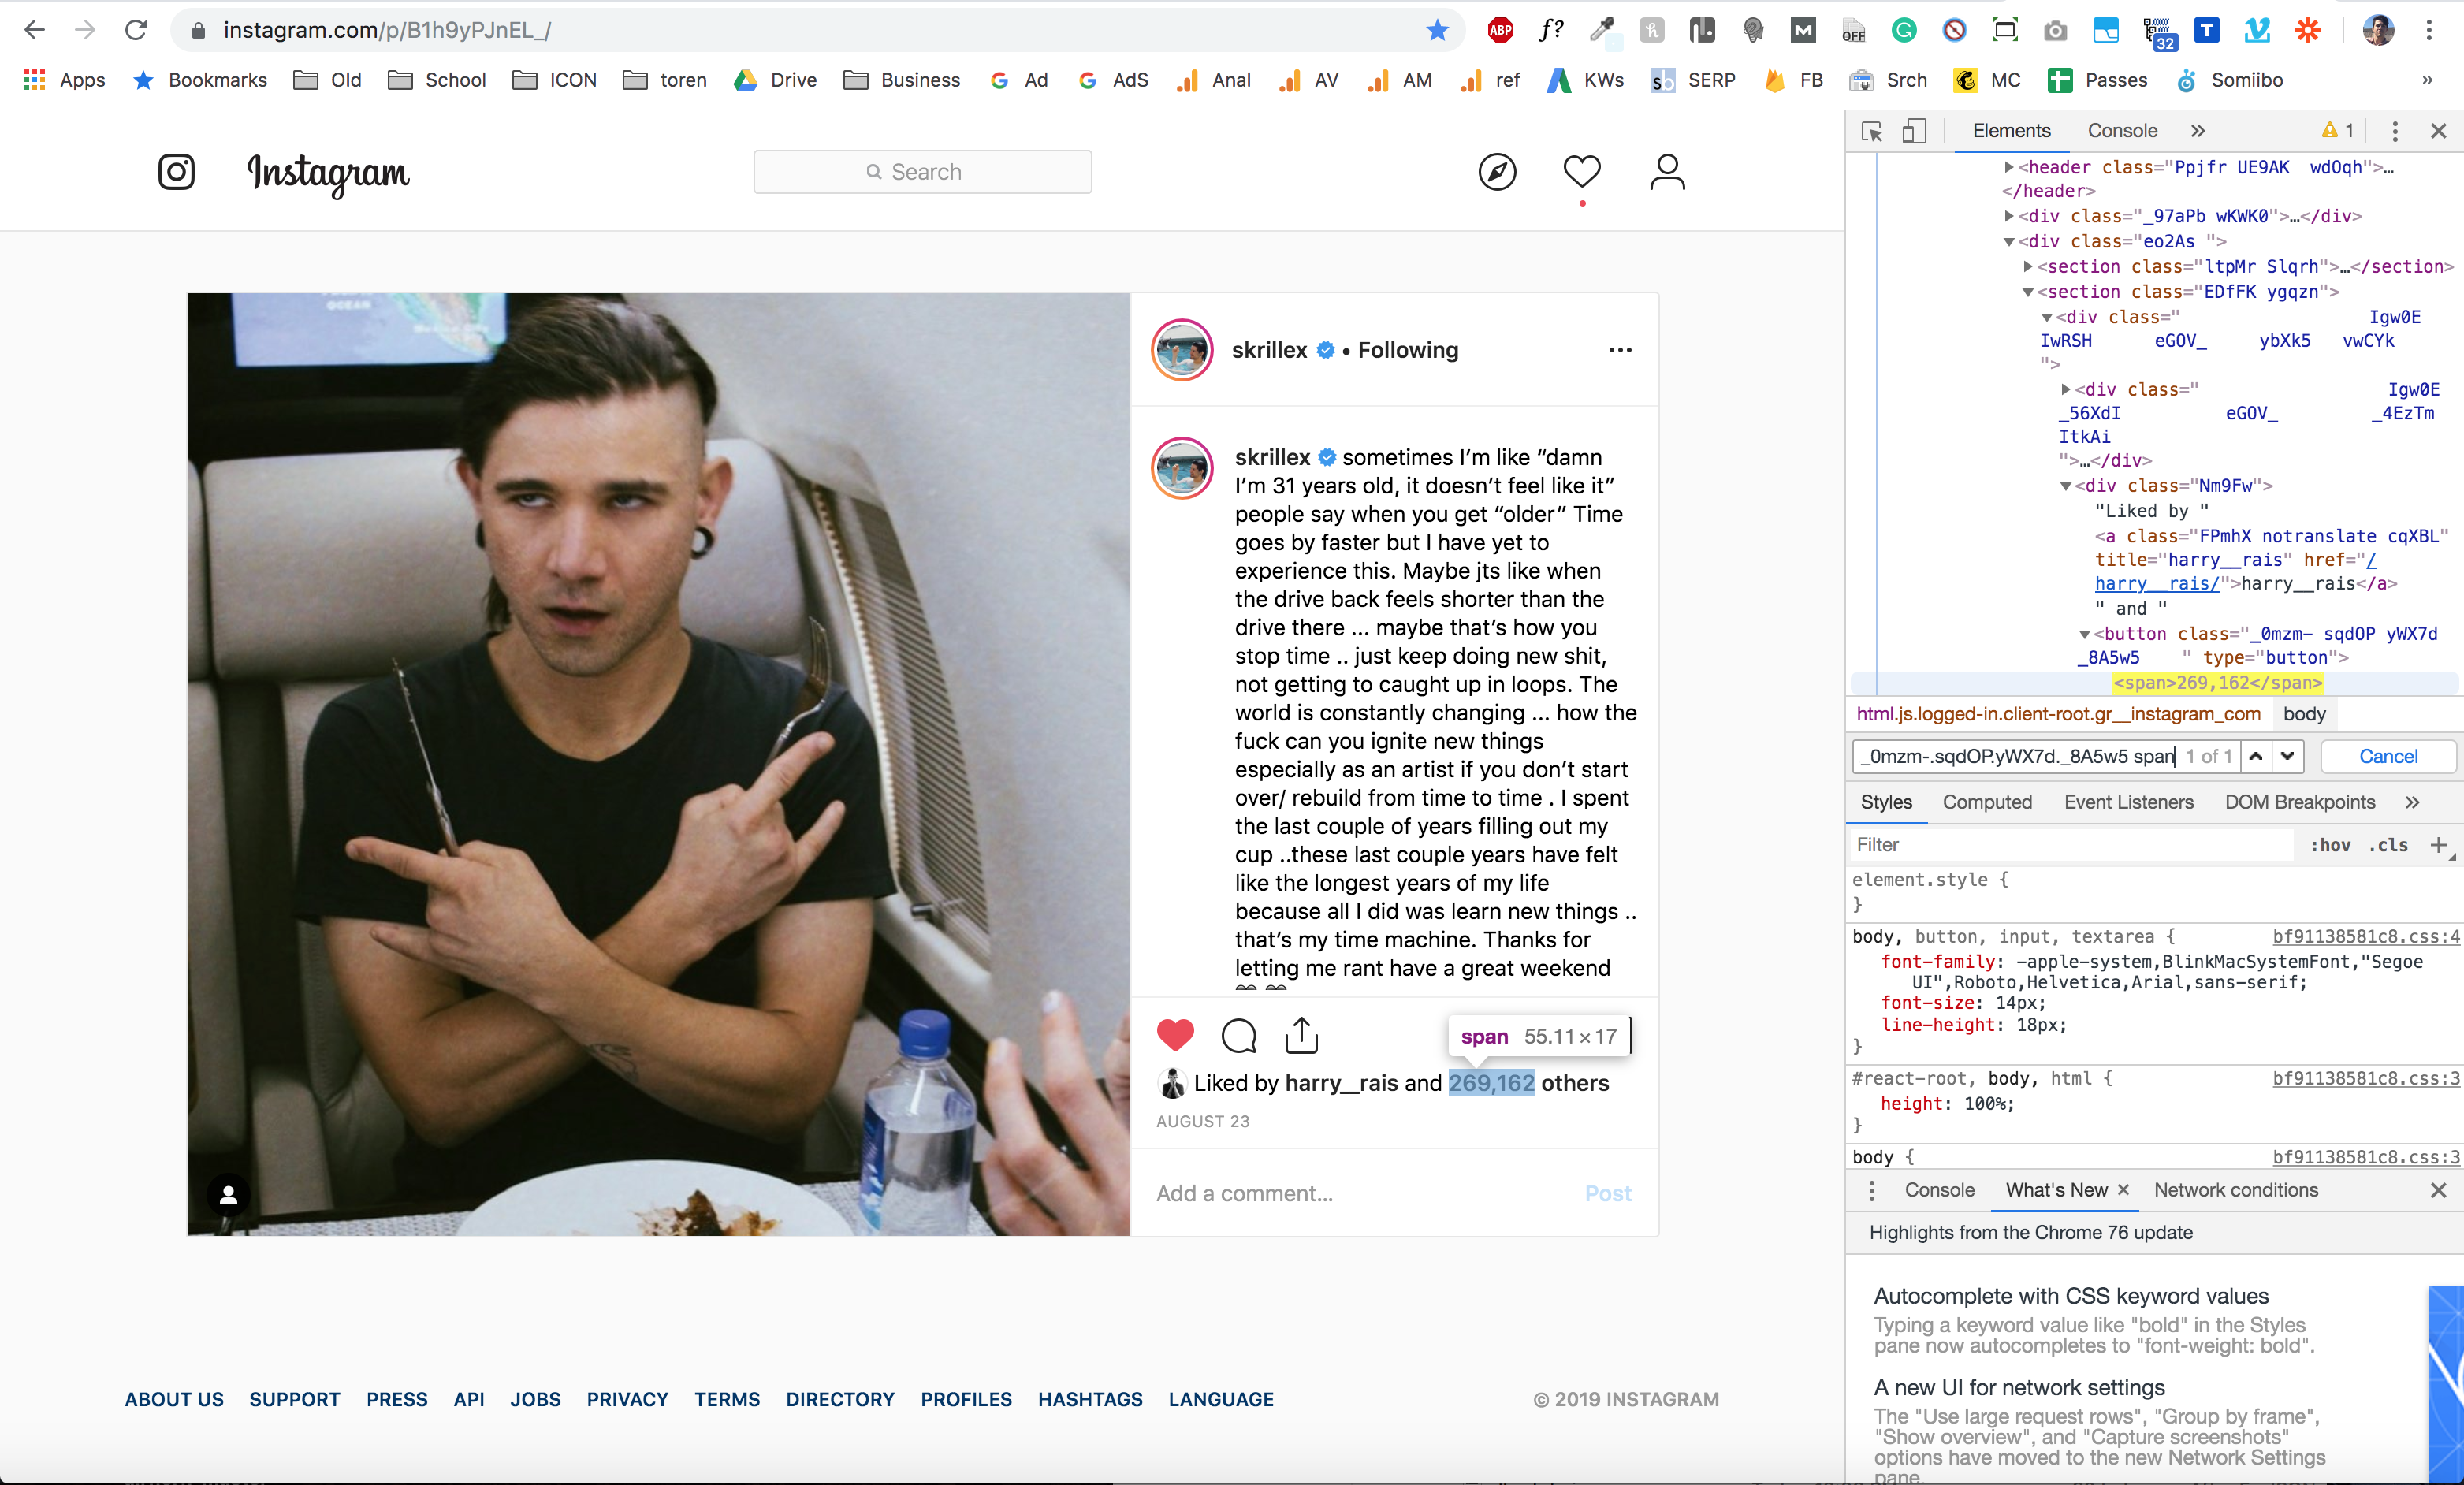 instagram.com/p/B1h9yPJnEL_/
ABP
f?
OFF
32
Apps
Bookmarks
Old
School
ICON
toren
Drive
Business
Ad
AdS
Anal
AV
AM
ref
KWs
SERP
FB
Srch
MC
Passes
Somiibo
»
Instagram
Search
OCEAN
skrillex • Following
skrillex sometimes I’m like “damn
I’m 31 years old, it doesn’t feel like it”
people say when you get “older” Time
goes by faster but I have yet to
experience this. Maybe jts like when
the drive back feels shorter than the
drive there ... maybe that’s how you
stop time .. just keep doing new shit,
not getting to caught up in loops. The
world is constantly changing ... how the
fuck can you ignite new things
especially as an artist if you don’t start
over/ rebuild from time to time . I spent
the last couple of years filling out my
cup ..these last couple years have felt
like the longest years of my life
because all I did was learn new things ..
that’s my time machine. Thanks for
letting me rant have a great weekend
span 55.11 × 17
Liked by harry__rais and 269,162 others
AUGUST 23
Add a comment...
Post
ABOUT US
SUPPORT
PRESS
API
JOBS
PRIVACY
TERMS
DIRECTORY
PROFILES
HASHTAGS
LANGUAGE
© 2019 INSTAGRAM
Elements
Console
»
1
<header class="Ppjfr UE9AK  wdOqh">…
</header>
<div class="_97aPb wKWK0">…</div>
<div class="eo2As ">
<section class="ltpMr Slqrh">…</section>
<section class="EDfFK ygqzn">
<div class=" Igw0E
IwRSH eGOV_ ybXk5 vwCYk
">
<div class=" Igw0E
_56XdI eGOV_ _4EzTm
ItkAi
">…</div>
<div class="Nm9Fw">
"Liked by "
<a class="FPmhX notranslate cqXBL"
title="harry__rais" href="/
harry__rais/">harry__rais</a>
" and "
<button class="_0mzm- sqdOP yWX7d
_8A5w5 " type="button">
<span>269,162</span>
html.js.logged-in.client-root.gr__instagram_com
body
._0mzm-.sqdOP.yWX7d._8A5w5 span
1 of 1
Cancel
Styles
Computed
Event Listeners
DOM Breakpoints
»
Filter
:hov
.cls
+
element.style {
}
body, button, input, textarea {
bf91138581c8.css:4
font-family: -apple-system,BlinkMacSystemFont,"Segoe
UI",Roboto,Helvetica,Arial,sans-serif;
font-size: 14px;
line-height: 18px;
}
#react-root, body, html {
bf91138581c8.css:3
height: 100%;
}
body {
bf91138581c8.css:3
Console
What's New
Network conditions
Highlights from the Chrome 76 update
Autocomplete with CSS keyword values
Typing a keyword value like "bold" in the Styles
pane now autocompletes to "font-weight: bold".
A new UI for network settings
The "Use large request rows", "Group by frame",
"Show overview", and "Capture screenshots"
options have moved to the new Network Settings
pane.